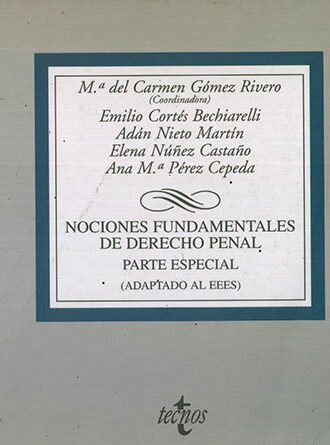 M.ª del Carmen Gómez Rivero
(Coordinadora)
Emilio Cortés Bechiarelli
Adán Nieto Martín
Elena Núñez Castaño
Ana M.ª Pérez Cepeda
NOCIONES FUNDAMENTALES
DE DERECHO PENAL
PARTE ESPECIAL
(ADAPTADO AL EEES)
tecnos